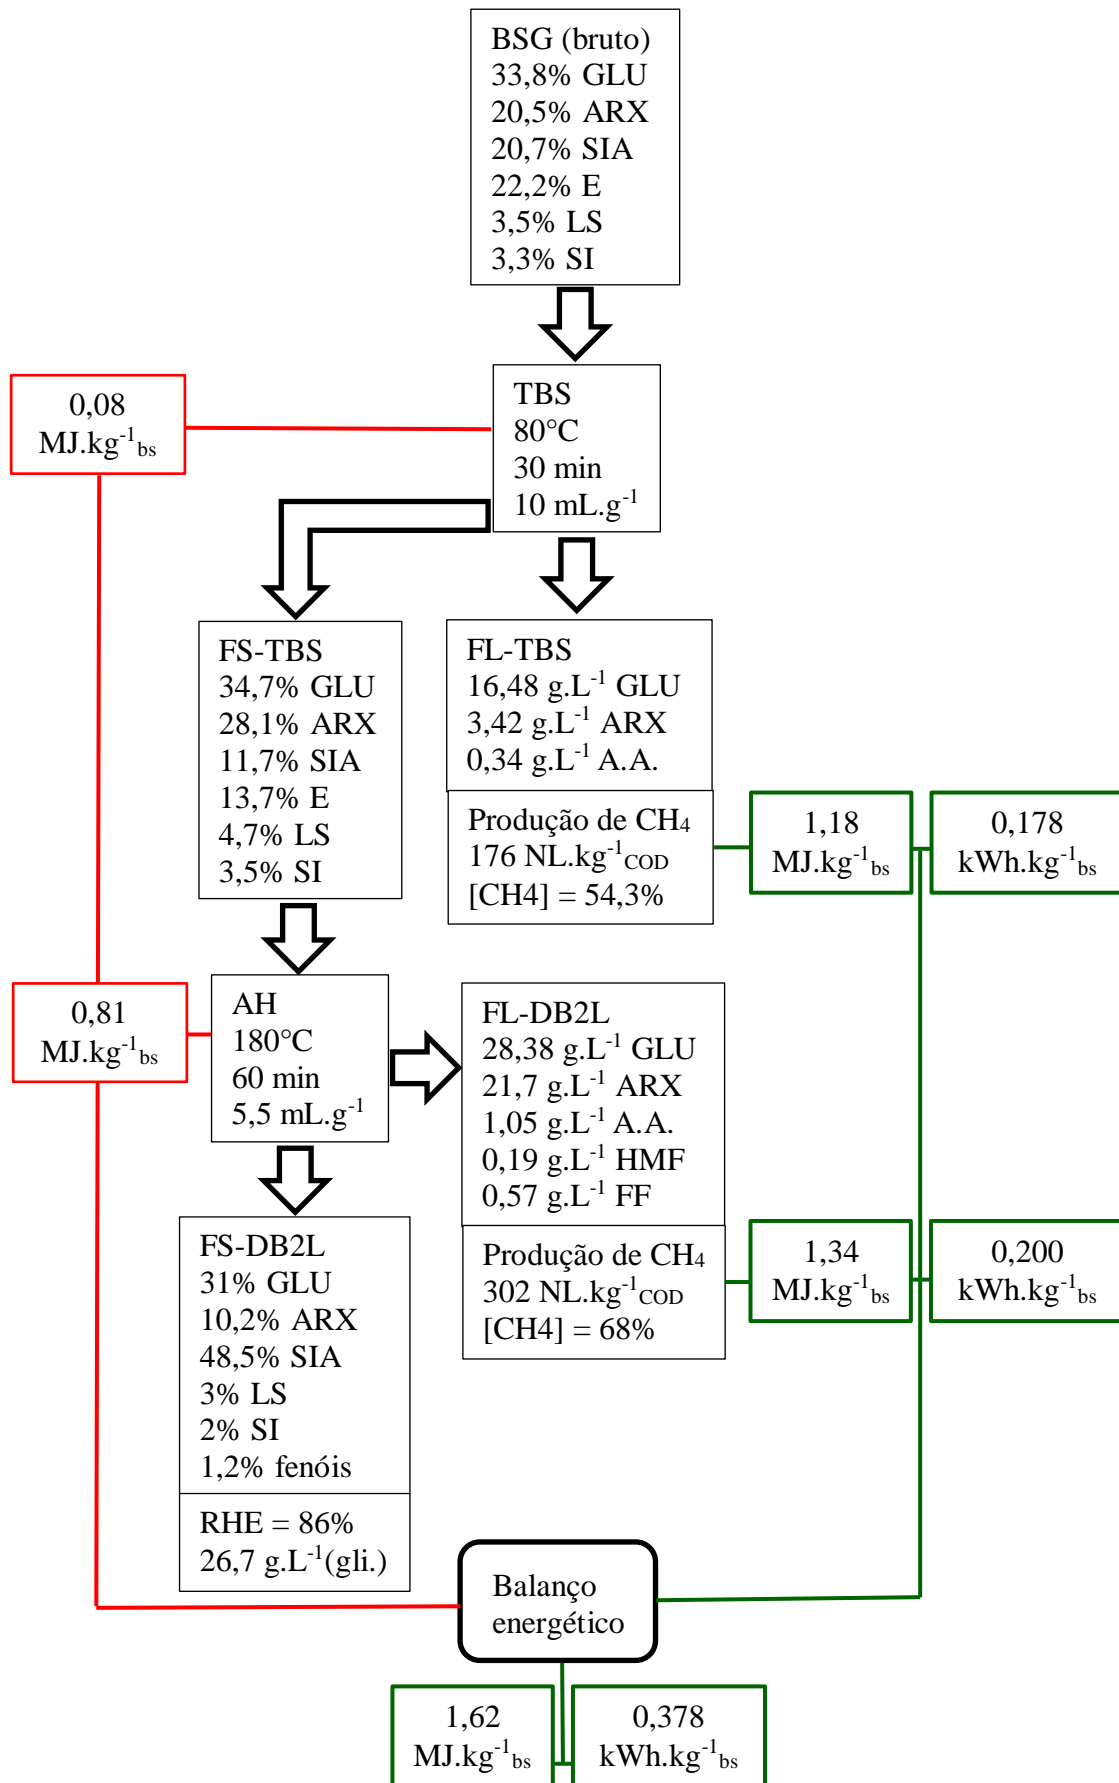 BSG (bruto)
33,8% GLU
20,5% ARX
20,7% SIA
22,2% E
3,5% LS
3,3% SI
0,08
MJ.kg⁻¹bs
TBS
80°C
30 min
10 mL.g⁻¹
FS-TBS
34,7% GLU
28,1% ARX
11,7% SIA
13,7% E
4,7% LS
3,5% SI
FL-TBS
16,48 g.L⁻¹ GLU
3,42 g.L⁻¹ ARX
0,34 g.L⁻¹ A.A.
Produção de CH₄
176 NL.kg⁻¹COD
[CH4] = 54,3%
1,18
MJ.kg⁻¹bs
0,178
kWh.kg⁻¹bs
0,81
MJ.kg⁻¹bs
AH
180°C
60 min
5,5 mL.g⁻¹
FL-DB2L
28,38 g.L⁻¹ GLU
21,7 g.L⁻¹ ARX
1,05 g.L⁻¹ A.A.
0,19 g.L⁻¹ HMF
0,57 g.L⁻¹ FF
Produção de CH₄
302 NL.kg⁻¹COD
[CH4] = 68%
1,34
MJ.kg⁻¹bs
0,200
kWh.kg⁻¹bs
FS-DB2L
31% GLU
10,2% ARX
48,5% SIA
3% LS
2% SI
1,2% fenóis
RHE = 86%
26,7 g.L⁻¹(gli.)
Balanço
energético
1,62
MJ.kg⁻¹bs
0,378
kWh.kg⁻¹bs